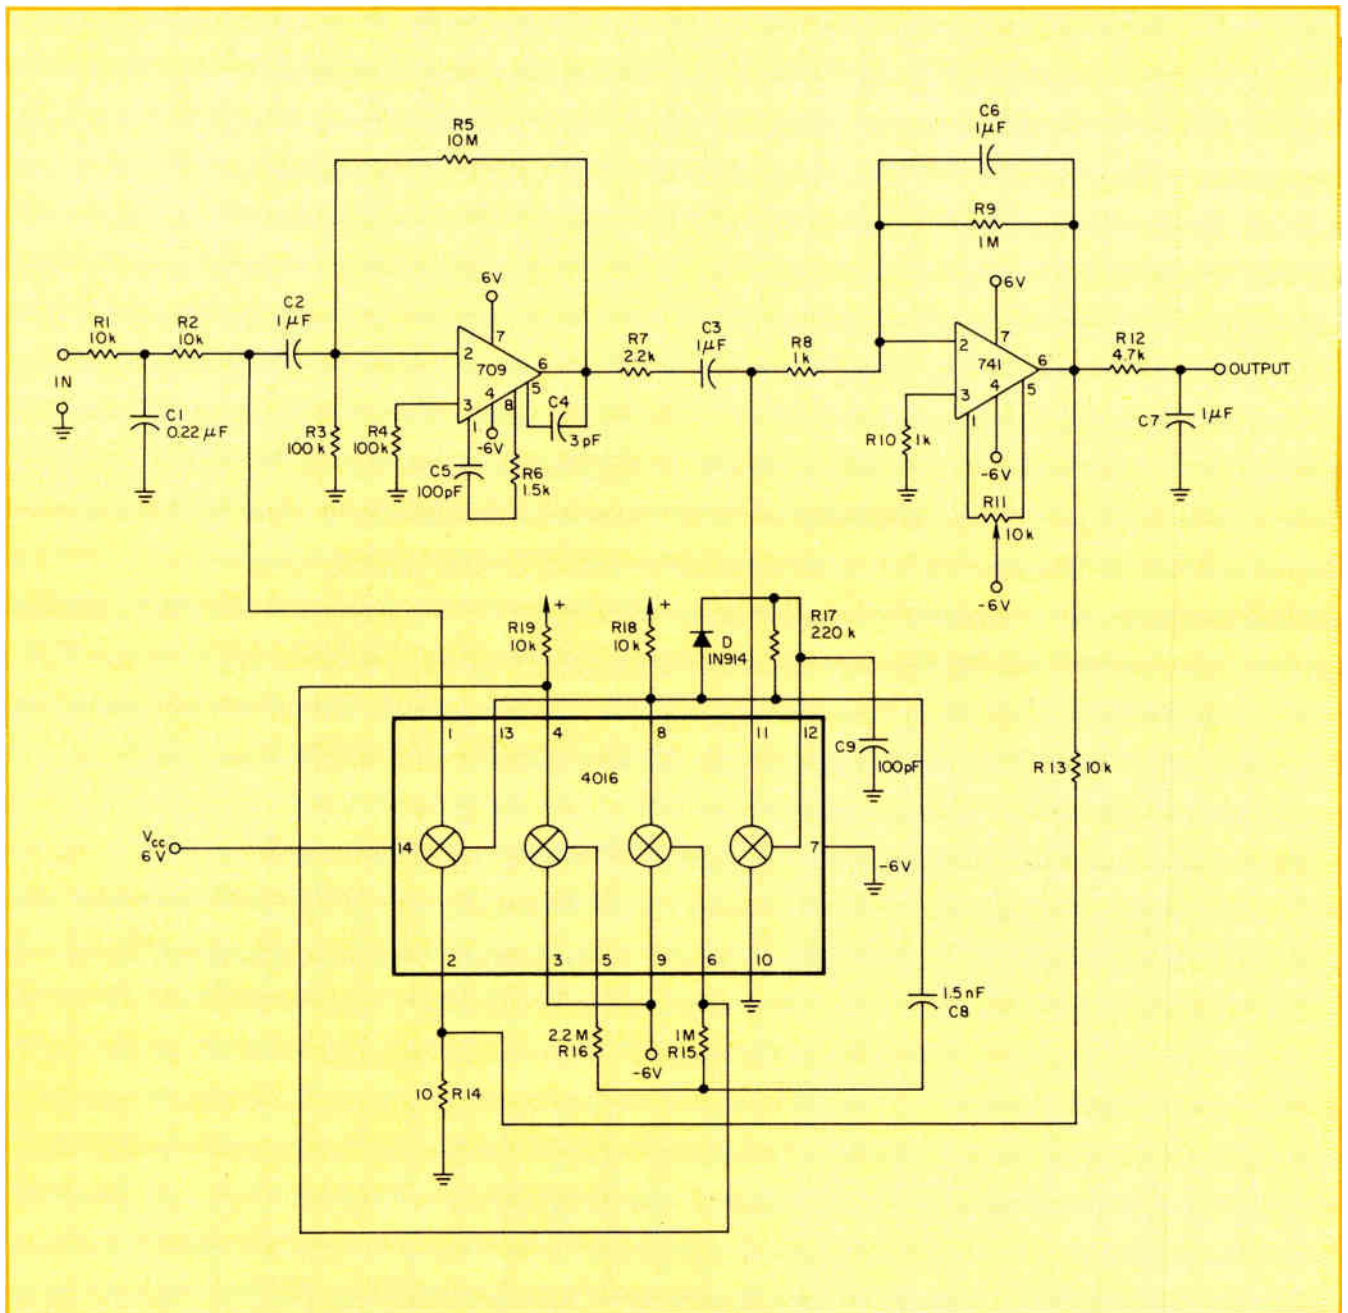 R5
10M
C6
1µF
R9
1M
6V
6V
R1
10k
R2
10k
C2
1µF
7
2
709
6
5
3
4
8
1
-6V
R7
2.2k
C3
1µF
R8
1k
7
2
741
6
3
4
5
1
R12
4.7k
OUTPUT
IN
C1
0.22µF
R3
100k
R4
100k
C4
3pF
C5
100pF
R6
1.5k
R10
1k
-6V
C7
1µF
R11
10k
-6V
R19
10k
+
R18
10k
+
D
1N914
R17
220k
1
13
4
8
11
12
C9
100pF
R13
10k
4016
Vcc
6V
14
7
-6V
2
3
5
9
6
10
1.5nF
C8
2.2M
R16
-6V
1M
R15
10
R14